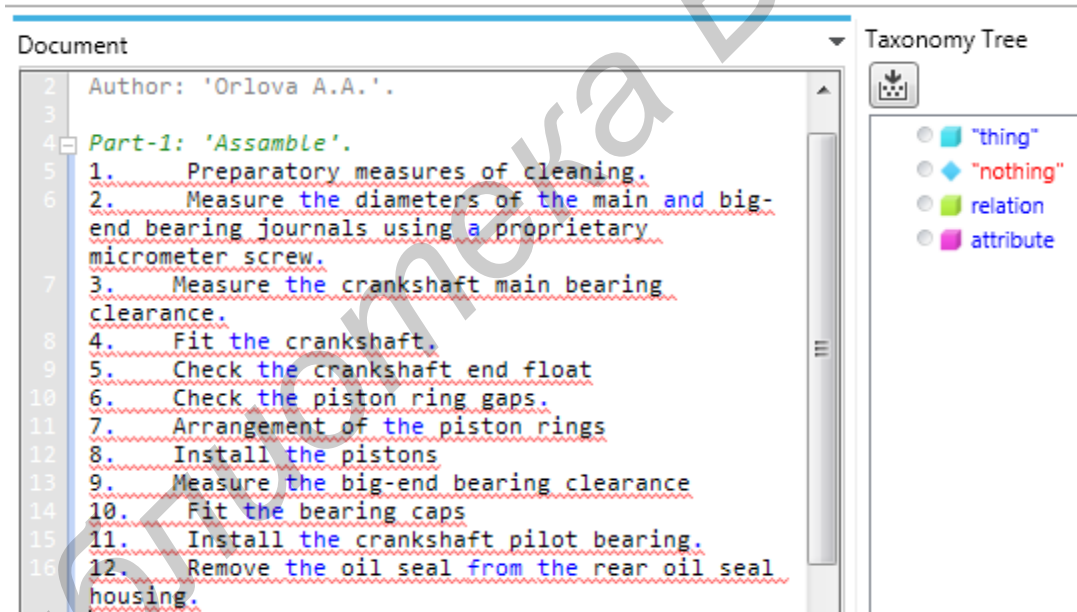 Document
Taxonomy Tree
2 Author: 'Orlova A.A.'.
3
4 Part-1: 'Assamble'.
5 1. Preparatory measures of cleaning.
6 2. Measure the diameters of the main and big-
end bearing journals using a proprietary
micrometer screw.
7 3. Measure the crankshaft main bearing
clearance.
8 4. Fit the crankshaft.
9 5. Check the crankshaft end float
10 6. Check the piston ring gaps.
11 7. Arrangement of the piston rings
12 8. Install the pistons
13 9. Measure the big-end bearing clearance
14 10. Fit the bearing caps
15 11. Install the crankshaft pilot bearing.
16 12. Remove the oil seal from the rear oil seal
housing.
"thing"
"nothing"
relation
attribute